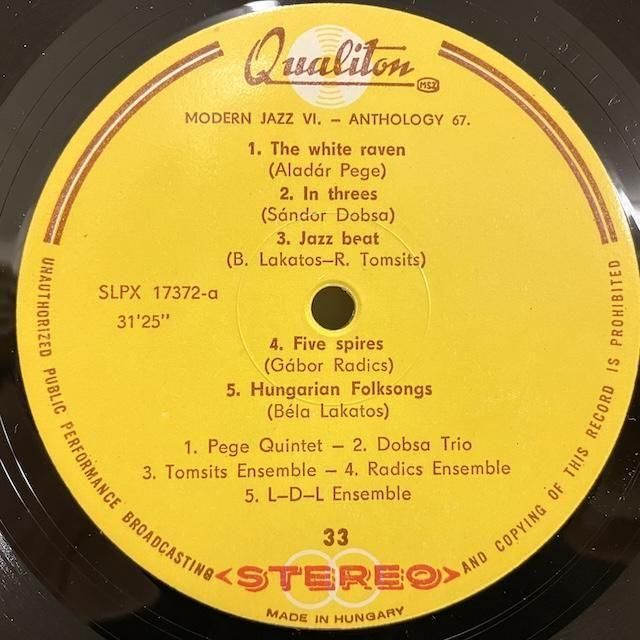 Qualiton
MSZ
MODERN JAZZ VI. – ANTHOLOGY 67.
1. The white raven
(Aladár Pege)
2. In threes
(Sándor Dobsa)
3. Jazz beat
(B. Lakatos–R. Tomsits)
SLPX 17372-a
31'25"
4. Five spires
(Gábor Radics)
5. Hungarian Folksongs
(Béla Lakatos)
1. Pege Quintet – 2. Dobsa Trio
3. Tomsits Ensemble – 4. Radics Ensemble
5. L–D–L Ensemble
33
<STEREO>
MADE IN HUNGARY
UNAUTHORIZED PUBLIC PERFORMANCE BROADCASTING AND COPYING OF THIS RECORD IS PROHIBITED